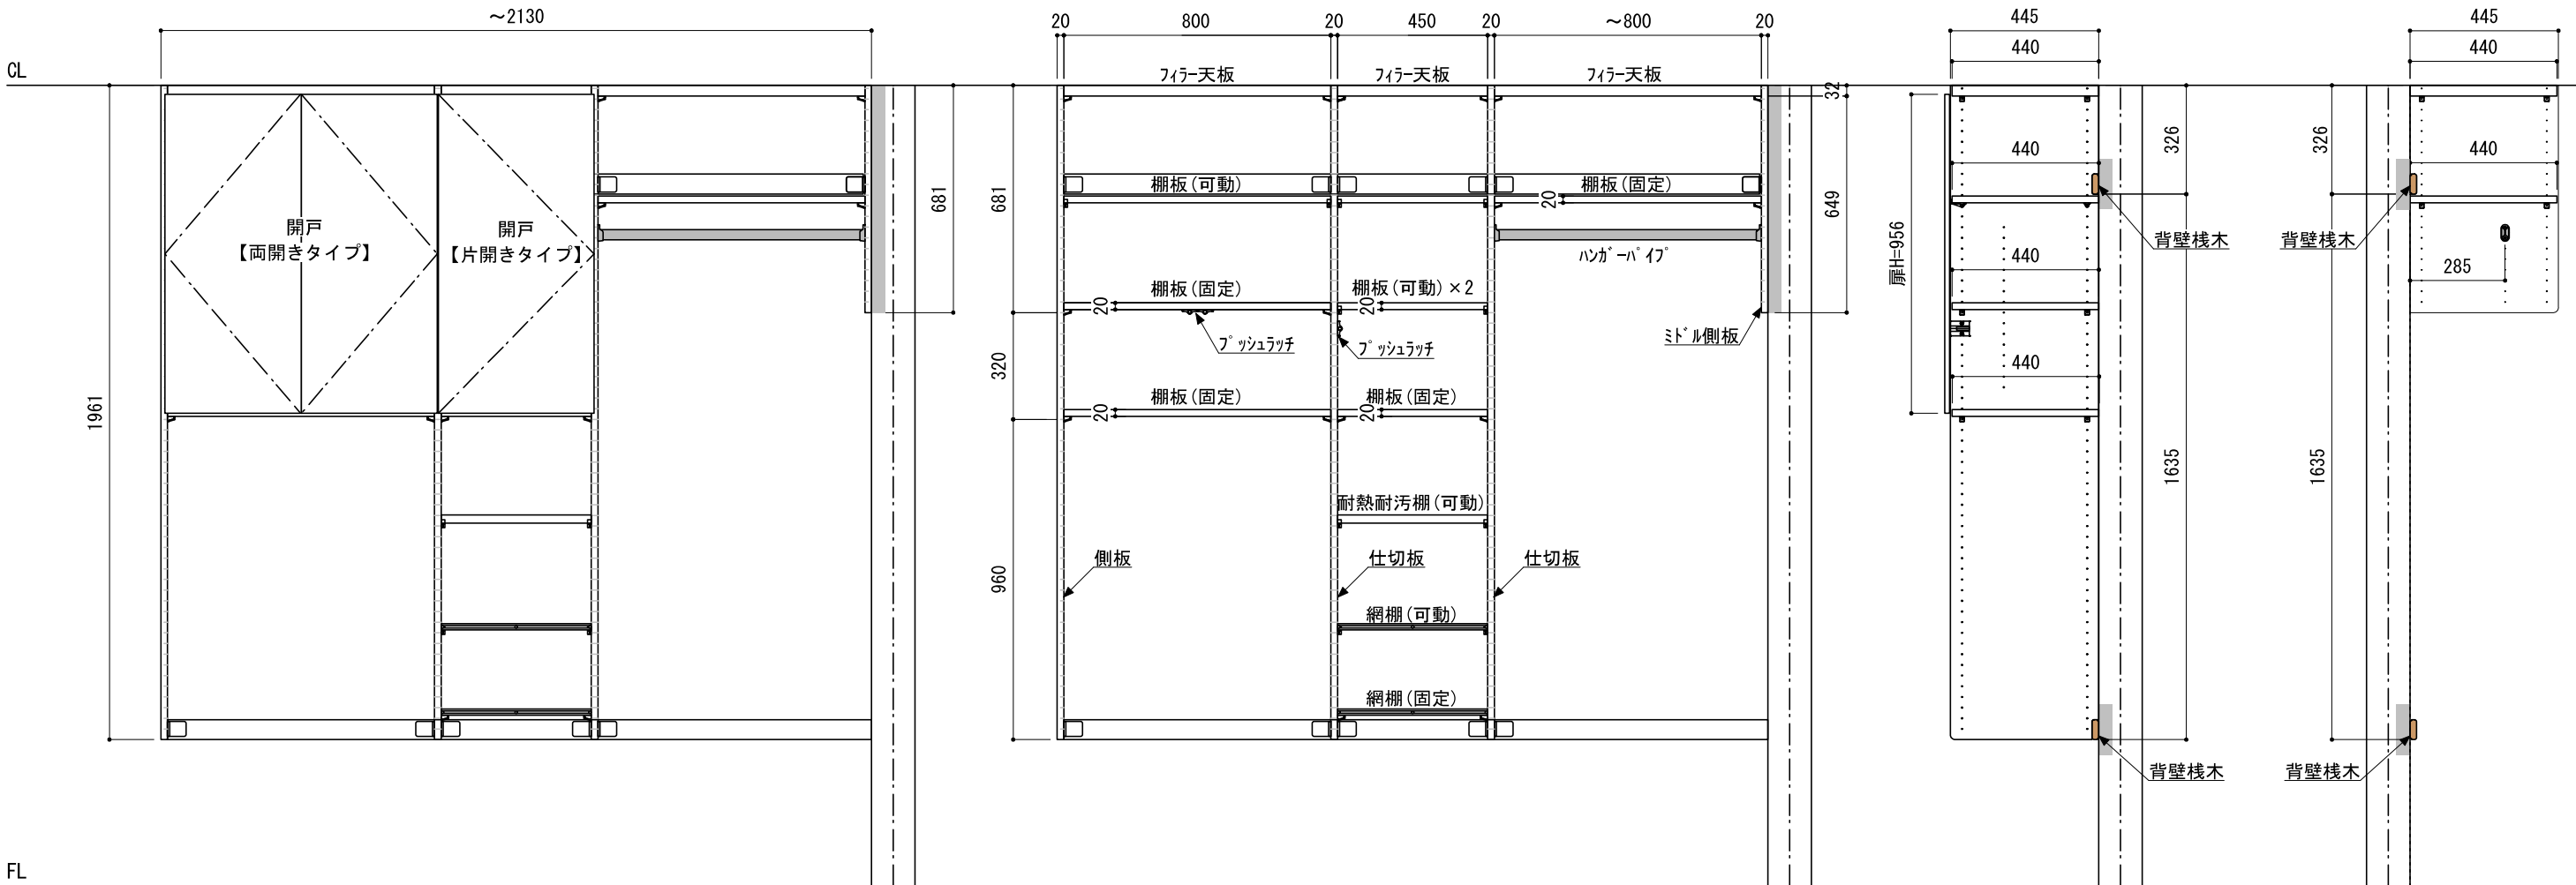 ～2130
20
800
20
450
20
～800
20
445
440
445
440
CL
フィラー天板
フィラー天板
フィラー天板
32
681
681
649
1961
320
960
開戸
【両開きタイプ】
開戸
【片開きタイプ】
棚板(可動)
棚板(固定)
20
ハンガーパイプ
棚板(固定)
20
棚板(可動)×2
20
プッシュラッチ
プッシュラッチ
ミドル側板
棚板(固定)
20
棚板(固定)
20
耐熱耐汚棚(可動)
側板
仕切板
仕切板
網棚(可動)
網棚(固定)
扉H=956
440
440
440
326
1635
背壁桟木
背壁桟木
326
1635
440
285
背壁桟木
背壁桟木
FL